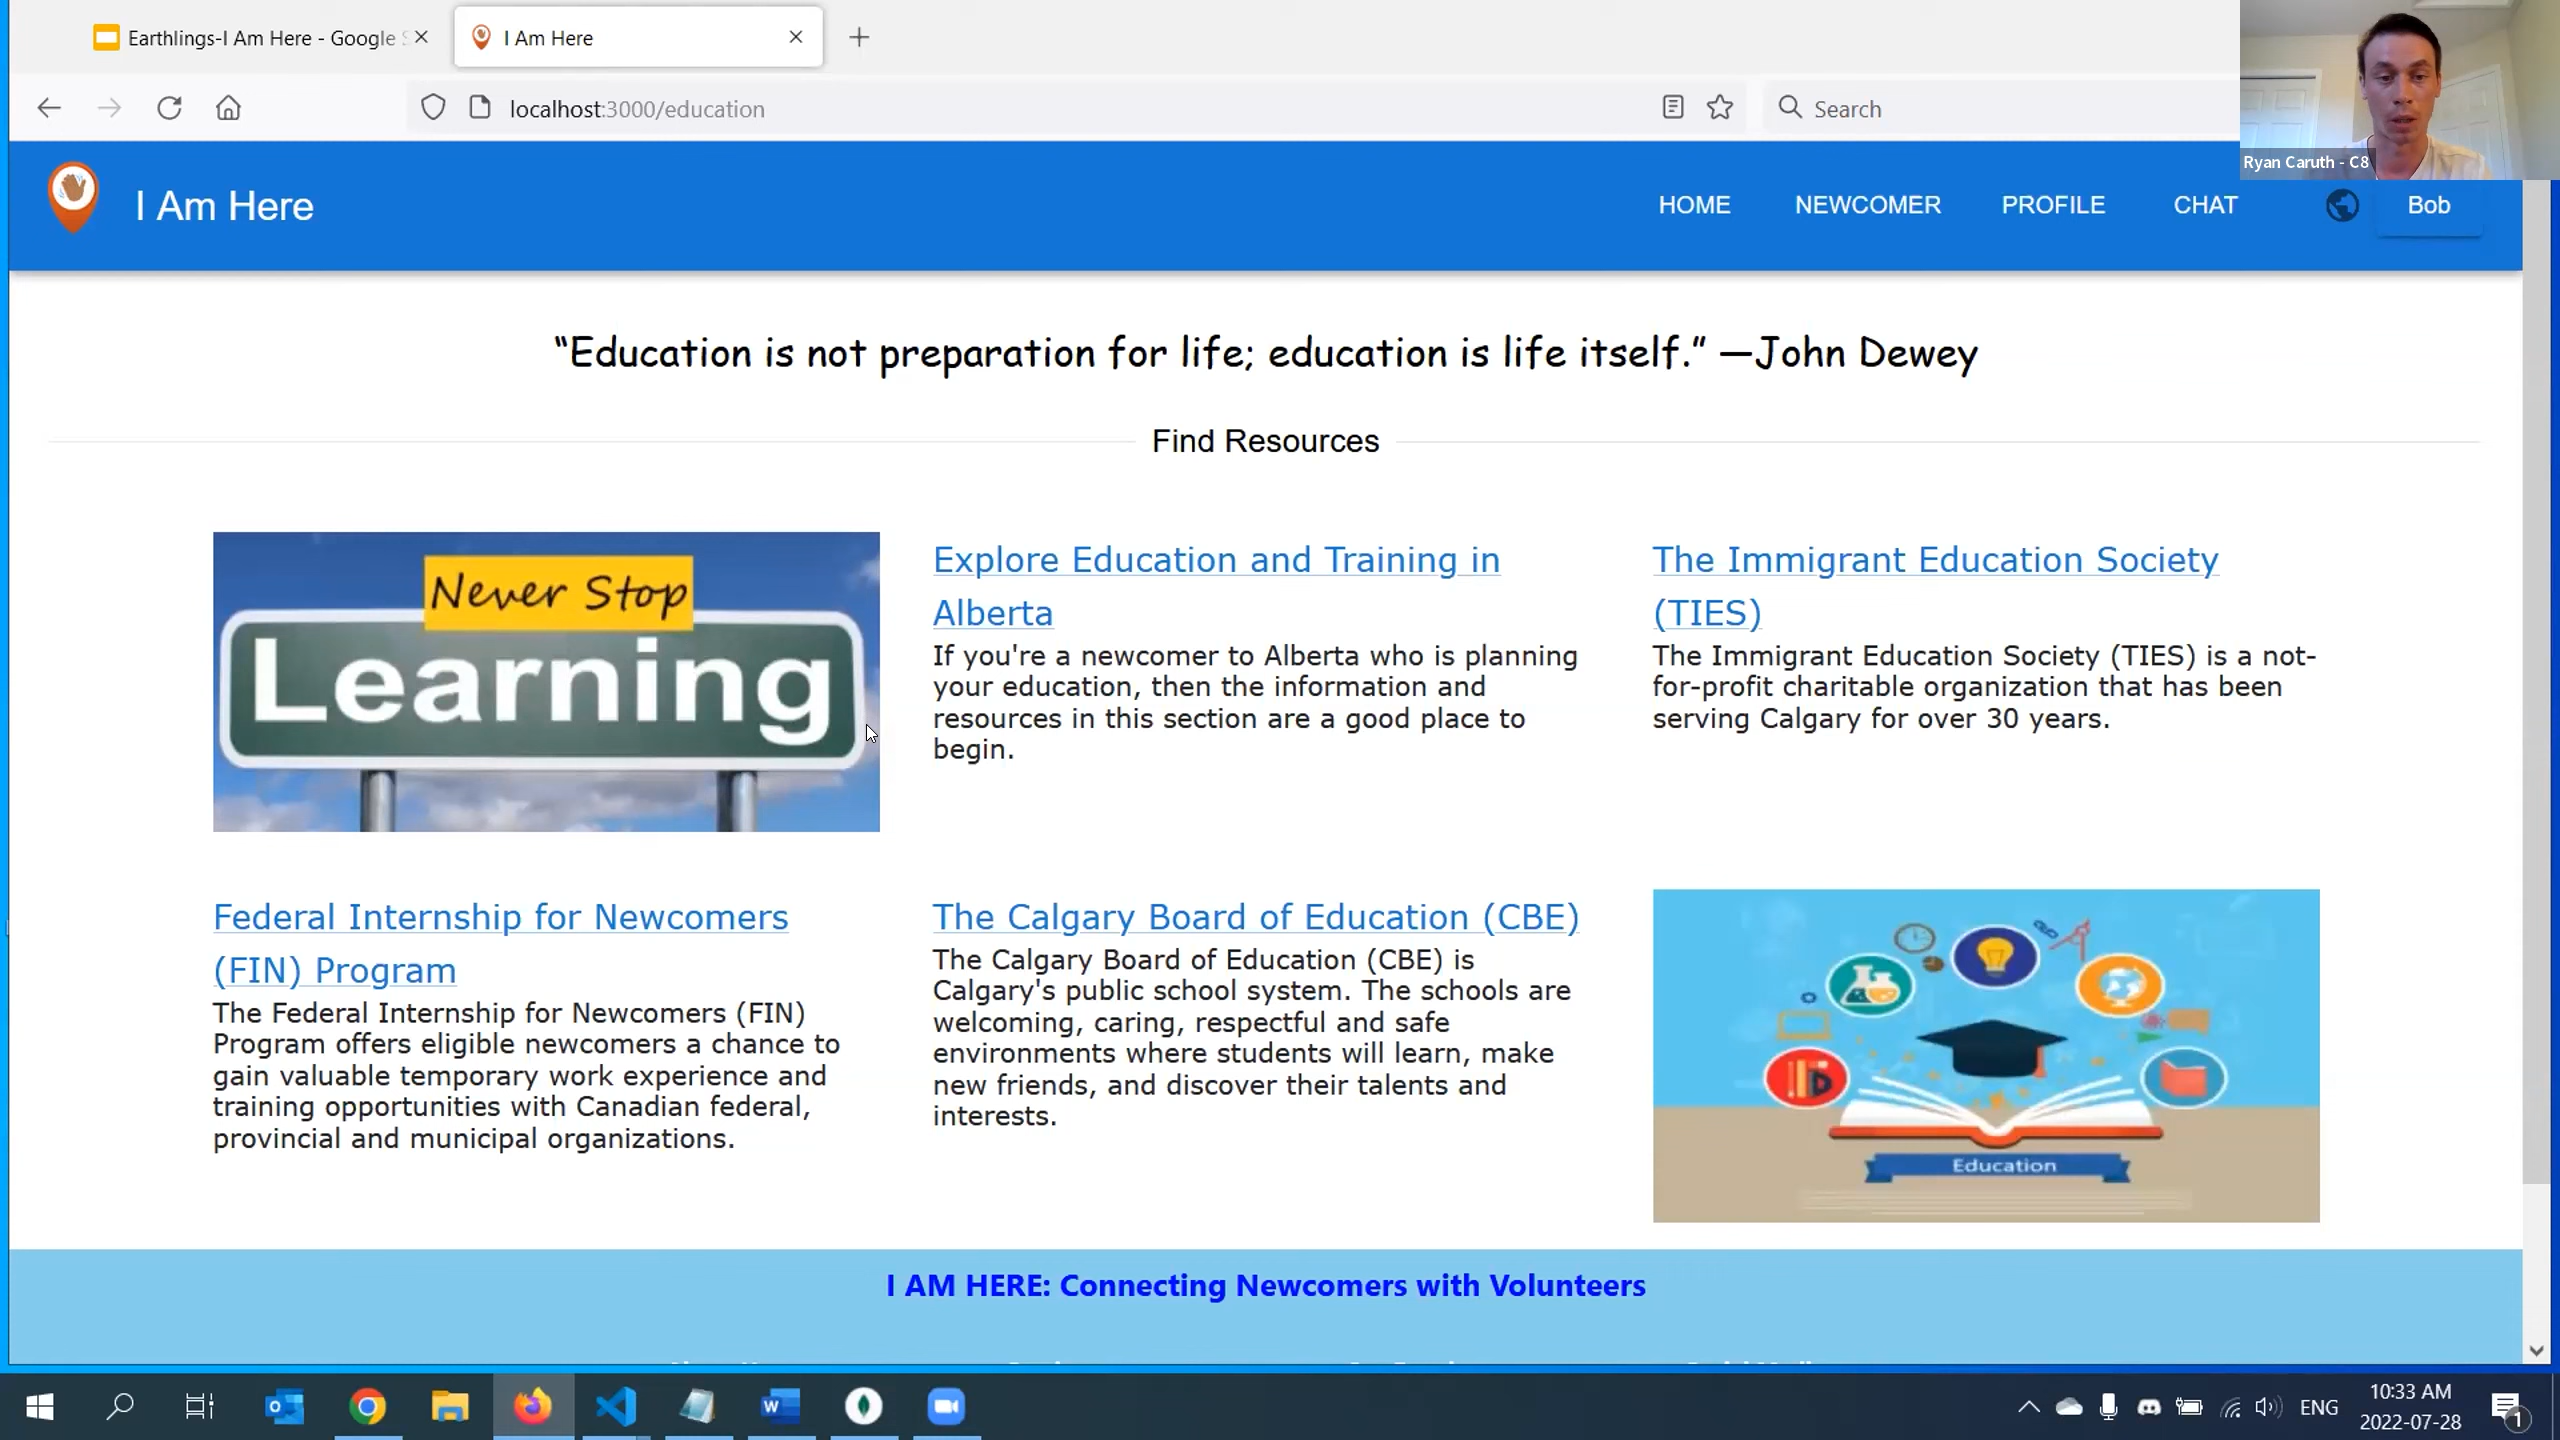 Earthlings-I Am Here - Google
I Am Here
localhost:3000/education
Search
Ryan Caruth - C8
I Am Here
HOME
NEWCOMER
PROFILE
CHAT
Bob
“Education is not preparation for life; education is life itself.” —John Dewey
Find Resources
Never Stop
Learning
Explore Education and Training in
Alberta
If you're a newcomer to Alberta who is planning
your education, then the information and
resources in this section are a good place to
begin.
The Immigrant Education Society
(TIES)
The Immigrant Education Society (TIES) is a not-
for-profit charitable organization that has been
serving Calgary for over 30 years.
Federal Internship for Newcomers
(FIN) Program
The Federal Internship for Newcomers (FIN)
Program offers eligible newcomers a chance to
gain valuable temporary work experience and
training opportunities with Canadian federal,
provincial and municipal organizations.
The Calgary Board of Education (CBE)
The Calgary Board of Education (CBE) is
Calgary's public school system. The schools are
welcoming, caring, respectful and safe
environments where students will learn, make
new friends, and discover their talents and
interests.
Education
I AM HERE: Connecting Newcomers with Volunteers
ENG
10:33 AM
2022-07-28
1